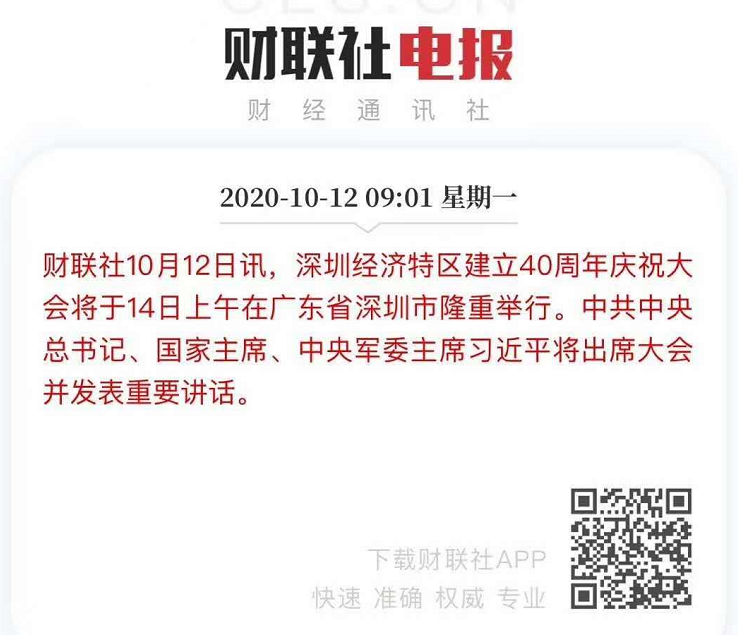 财联社电报
财经通讯社
2020-10-12 09:01 星期一
财联社10月12日讯，深圳经济特区建立40周年庆祝大
会将于14日上午在广东省深圳市隆重举行。中共中央
总书记、国家主席、中央军委主席习近平将出席大会
并发表重要讲话。
下载财联社APP
快速 准确 权威 专业